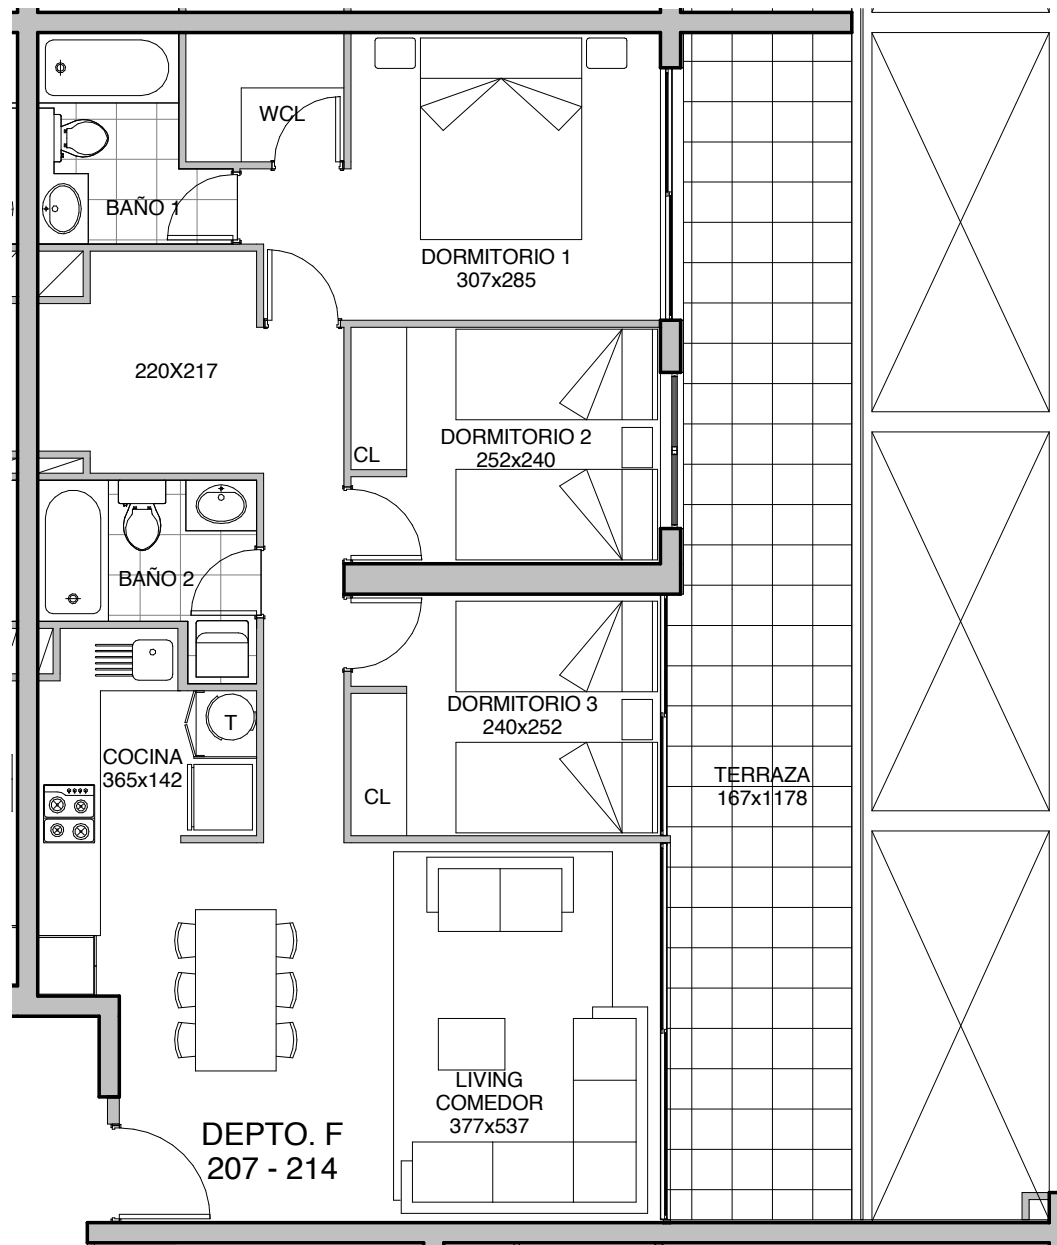 WCL
BAÑO 1
DORMITORIO 1
307x285
220X217
DORMITORIO 2
252x240
CL
BAÑO 2
DORMITORIO 3
240x252
T
COCINA
365x142
CL
TERRAZA
167x1178
LIVING
COMEDOR
377x537
DEPTO. F
207 - 214